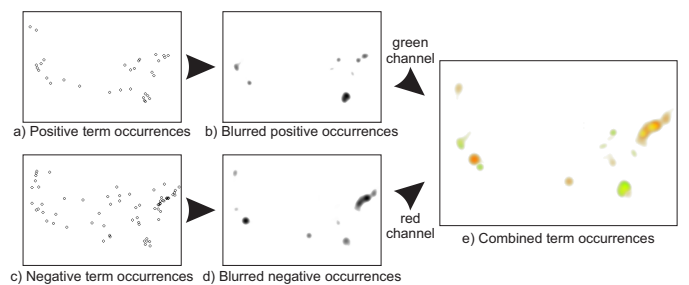 green
channel
a) Positive term occurrences
b) Blurred positive occurrences
red
channel
e) Combined term occurrences
c) Negative term occurrences
d) Blurred negative occurrences